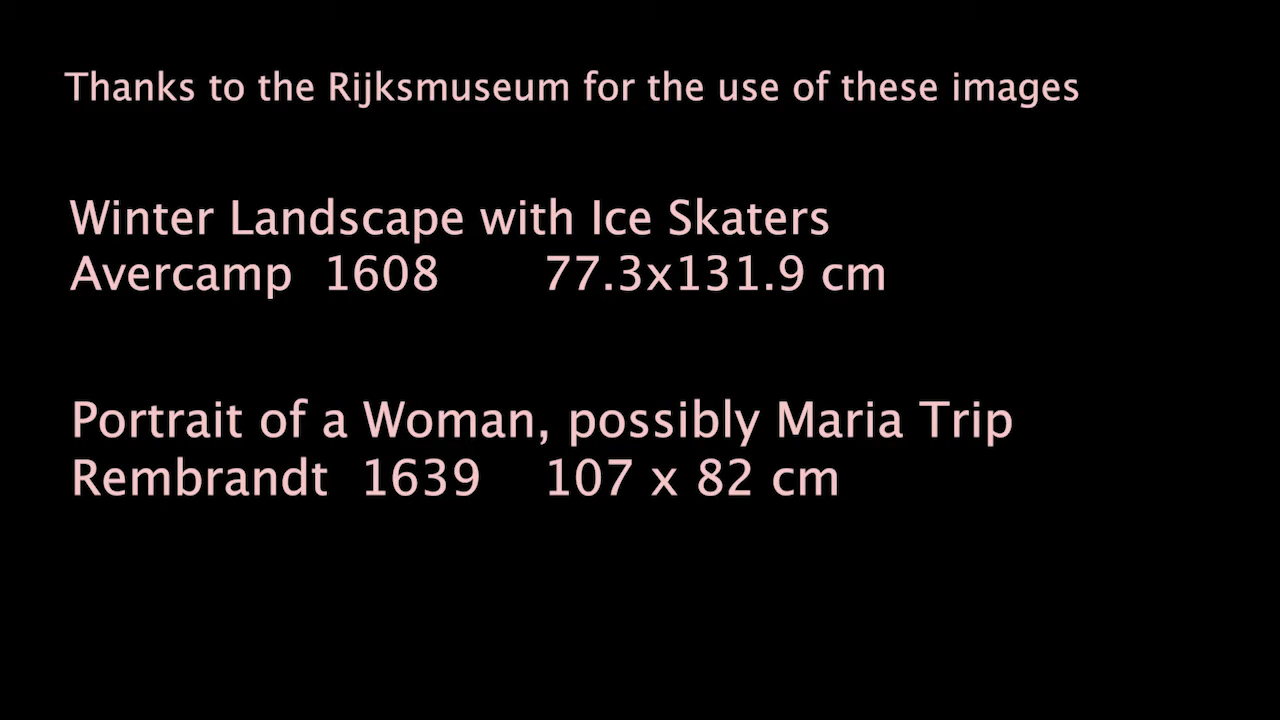 Thanks to the Rijksmuseum for the use of these images
Winter Landscape with Ice Skaters
Avercamp 1608 77.3x131.9 cm
Portrait of a Woman, possibly Maria Trip
Rembrandt 1639 107 x 82 cm